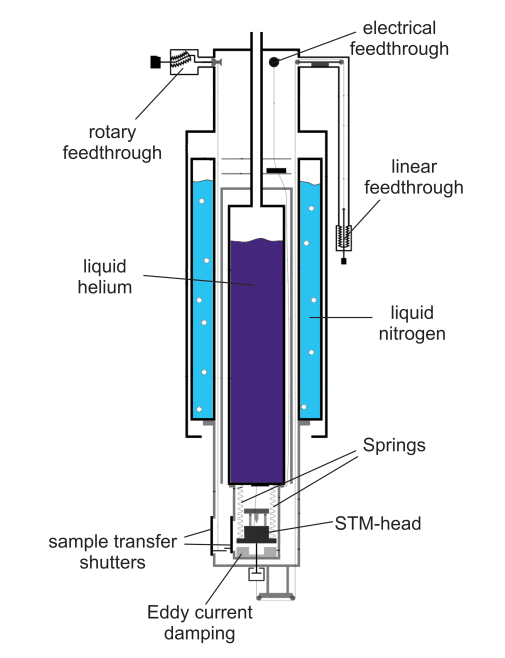 electrical
feedthrough
rotary
feedthrough
linear
feedthrough
liquid
helium
liquid
nitrogen
Springs
STM-head
sample transfer
shutters
Eddy current
damping